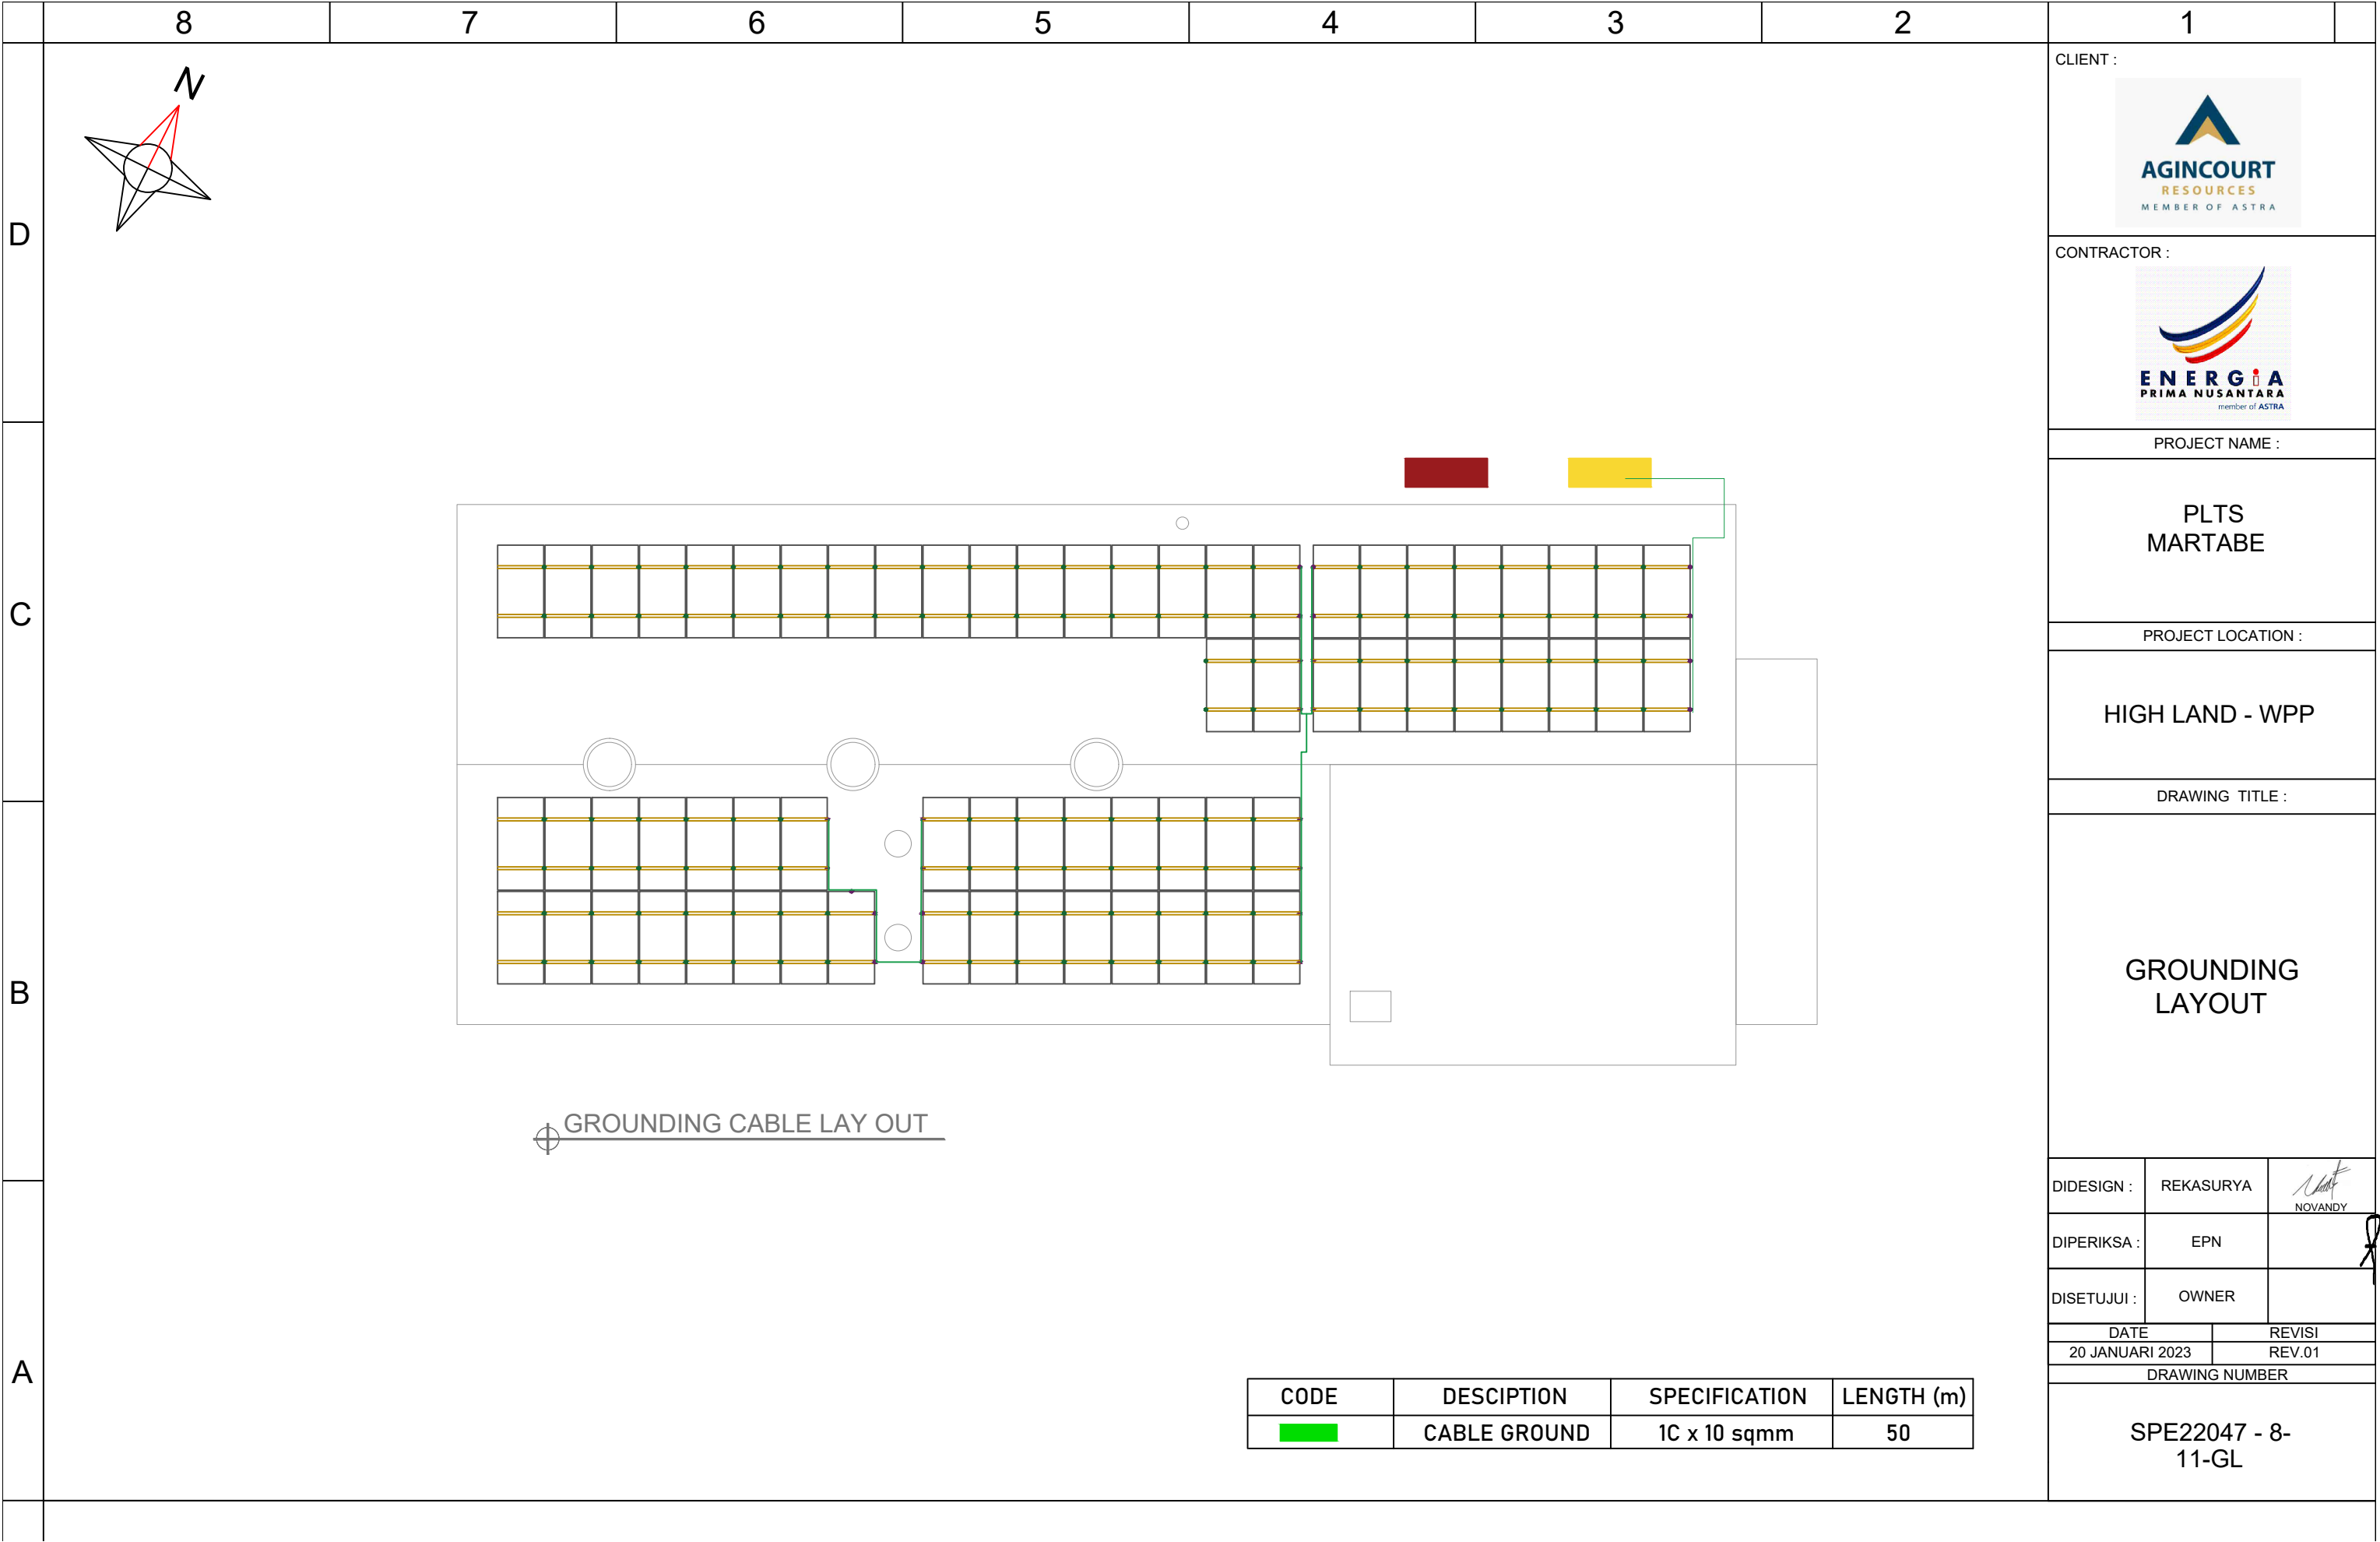 8 7 6 5 4 3 2 1
N
D
C
B
A
CLIENT :
AGINCOURT
RESOURCES
MEMBER OF ASTRA
CONTRACTOR :
ENERGiA
PRIMA NUSANTARA
member of ASTRA
PROJECT NAME :
PLTS
MARTABE
PROJECT LOCATION :
HIGH LAND - WPP
DRAWING TITLE :
GROUNDING
LAYOUT
GROUNDING CABLE LAY OUT
DIDESIGN : REKASURYA
NOVANDY
DIPERIKSA : EPN
DISETUJUI : OWNER
DATE REVISI
20 JANUARI 2023 REV.01
DRAWING NUMBER
SPE22047 - 8-
11-GL
CODE DESCIPTION SPECIFICATION LENGTH (m)
CABLE GROUND 1C x 10 sqmm 50